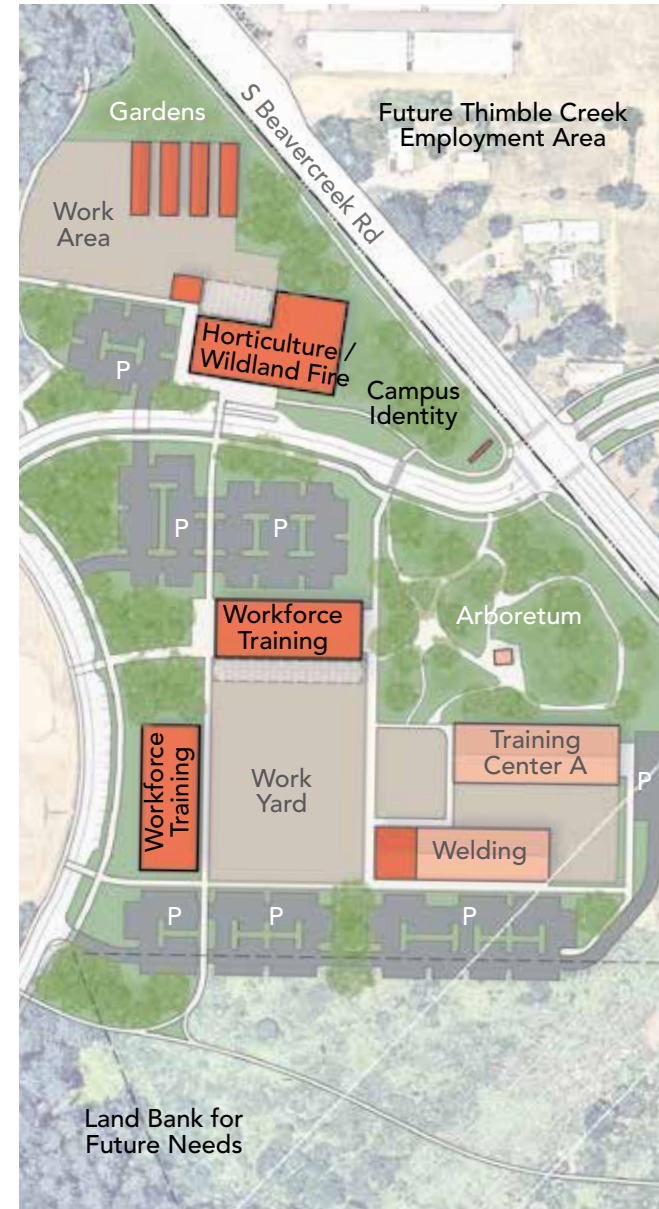 Gardens
S Beavercreek Rd
Future Thimble Creek
Employment Area
Work
Area
Horticulture /
Wildland Fire
P
Campus
Identity
P
P
Workforce
Training
Arboretum
Workforce
Training
Work
Yard
Training
Center A
P
Welding
P
P
P
Land Bank for
Future Needs